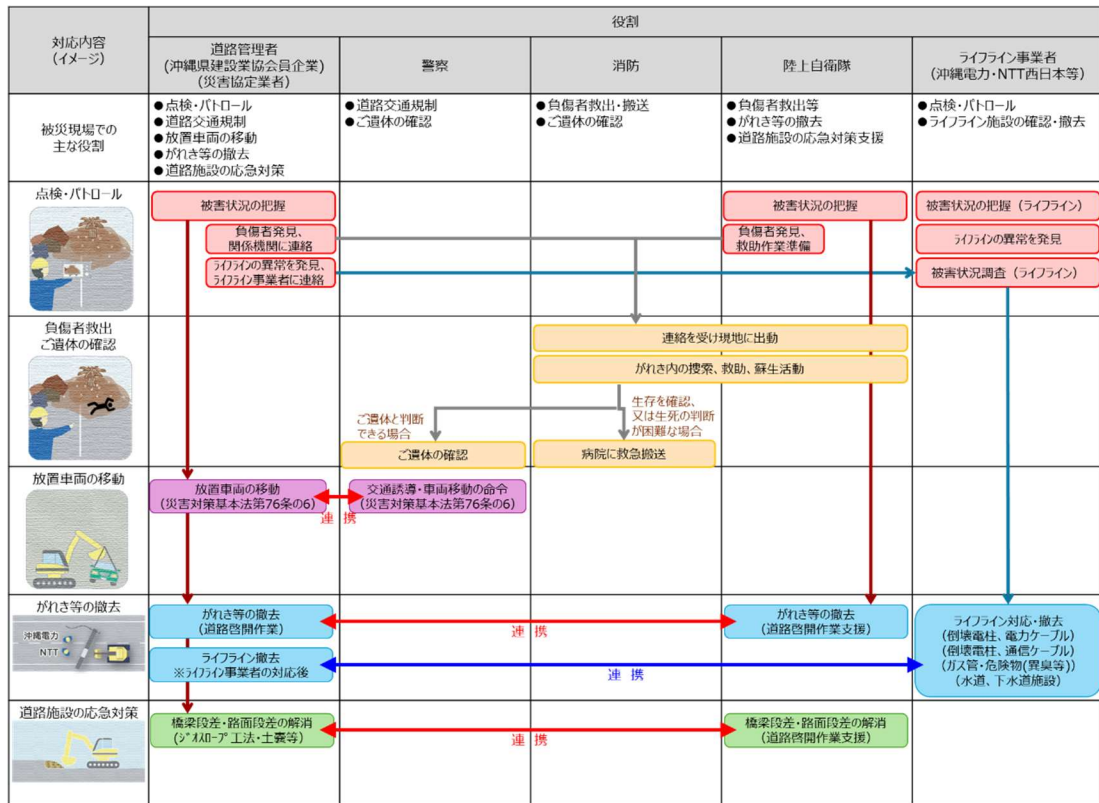 対応内容
(イメージ)
役割
道路管理者
(沖縄県建設業協会員企業)
(災害協定業者)
警察
消防
陸上自衛隊
ライフライン事業者
(沖縄電力・NTT西日本等)
被災現場での
主な役割
●点検・パトロール
●道路交通規制
●放置車両の移動
●がれき等の撤去
●道路施設の応急対策
●道路交通規制
●ご遺体の確認
●負傷者救出・搬送
●ご遺体の確認
●負傷者救出等
●がれき等の撤去
●道路施設の応急対策支援
●点検・パトロール
●ライフライン施設の確認・撤去
点検・パトロール
被害状況の把握
被害状況の把握
被害状況の把握（ライフライン）
負傷者発見、
関係機関に連絡
負傷者発見、
救助作業準備
ライフラインの異常を発見
ライフラインの異常を発見、
ライフライン事業者に連絡
被害状況調査（ライフライン）
負傷者救出
ご遺体の確認
連絡を受け現地に出動
がれき内の捜索、救助、蘇生活動
ご遺体と判断
できる場合
生存を確認、
又は生死の判断
が困難な場合
ご遺体の確認
病院に救急搬送
放置車両の移動
放置車両の移動
(災害対策基本法第76条の6)
連 携
交通誘導・車両移動の命令
(災害対策基本法第76条の6)
がれき等の撤去
沖縄電力
NTT
がれき等の撤去
(道路啓開作業)
連 携
がれき等の撤去
(道路啓開作業支援)
ライフライン撤去
※ライフライン事業者の対応後
連 携
ライフライン対応・撤去
(倒壊電柱、電力ケーブル)
(倒壊電柱、通信ケーブル)
(ガス管・危険物(異臭等))
(水道、下水道施設)
道路施設の応急対策
橋梁段差・路面段差の解消
(ｼﾞｵｽﾛｰﾌﾟ工法・土嚢等)
連 携
橋梁段差・路面段差の解消
(道路啓開作業支援)